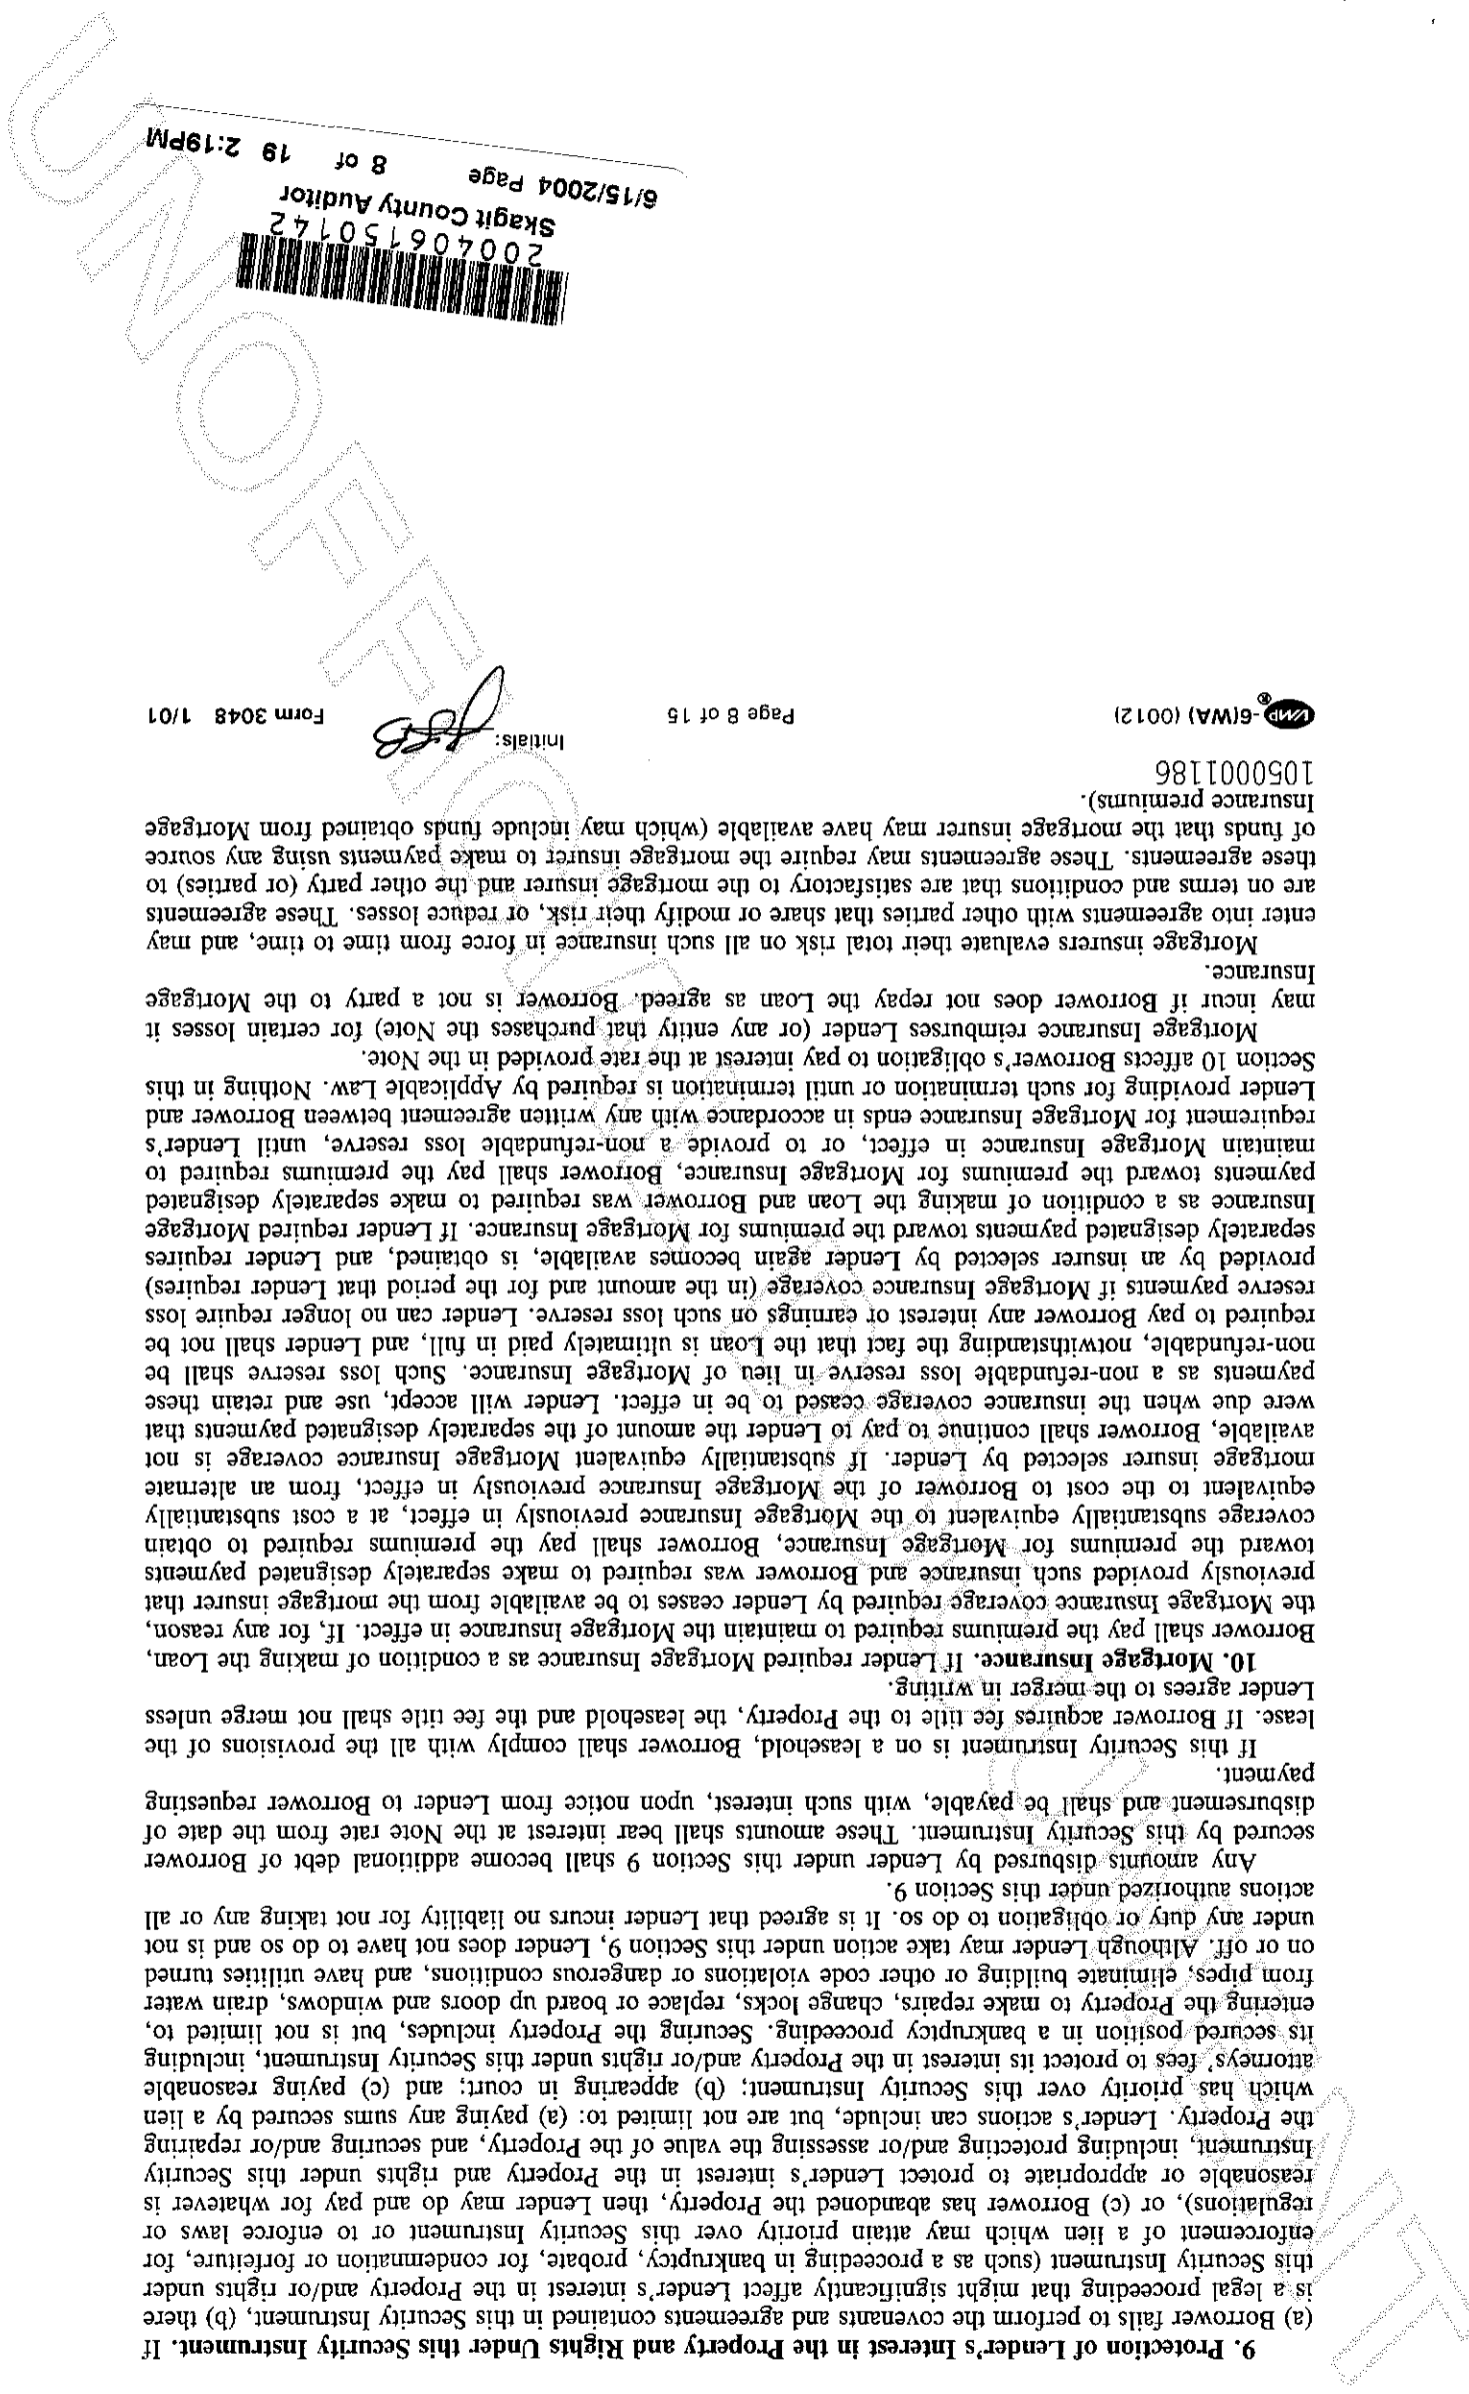 9. Protection of Lender's Interest in the Property and Rights Under this Security Instrument. If
(a) Borrower fails to perform the covenants and agreements contained in this Security Instrument, (b) there
is a legal proceeding that might significantly affect Lender's interest in the Property and/or rights under
this Security Instrument (such as a proceeding in bankruptcy, probate, for condemnation or forfeiture, for
enforcement of a lien which may attain priority over this Security Instrument or to enforce laws or
regulations), or (c) Borrower has abandoned the Property, then Lender may do and pay for whatever is
reasonable or appropriate to protect Lender's interest in the Property and rights under this Security
Instrument, including protecting and/or assessing the value of the Property, and securing and/or repairing
the Property. Lender's actions can include, but are not limited to: (a) paying any sums secured by a lien
which has priority over this Security Instrument; (b) appearing in court; and (c) paying reasonable
attorneys' fees to protect its interest in the Property and/or rights under this Security Instrument, including
its secured position in a bankruptcy proceeding. Securing the Property includes, but is not limited to,
entering the Property to make repairs, change locks, replace or board up doors and windows, drain water
from pipes, eliminate building or other code violations or dangerous conditions, and have utilities turned
on or off. Although Lender may take action under this Section 9, Lender does not have to do so and is not
under any duty or obligation to do so. It is agreed that Lender incurs no liability for not taking any or all
actions authorized under this Section 9.
Any amounts disbursed by Lender under this Section 9 shall become additional debt of Borrower
secured by this Security Instrument. These amounts shall bear interest at the Note rate from the date of
disbursement and shall be payable, with such interest, upon notice from Lender to Borrower requesting
payment.
If this Security Instrument is on a leasehold, Borrower shall comply with all the provisions of the
lease. If Borrower acquires fee title to the Property, the leasehold and the fee title shall not merge unless
Lender agrees to the merger in writing.
10. Mortgage Insurance. If Lender required Mortgage Insurance as a condition of making the Loan,
Borrower shall pay the premiums required to maintain the Mortgage Insurance in effect. If, for any reason,
the Mortgage Insurance coverage required by Lender ceases to be available from the mortgage insurer that
previously provided such insurance and Borrower was required to make separately designated payments
toward the premiums for Mortgage Insurance, Borrower shall pay the premiums required to obtain
coverage substantially equivalent to the Mortgage Insurance previously in effect, at a cost substantially
equivalent to the cost to Borrower of the Mortgage Insurance previously in effect, from an alternate
mortgage insurer selected by Lender. If substantially equivalent Mortgage Insurance coverage is not
available, Borrower shall continue to pay to Lender the amount of the separately designated payments that
were due when the insurance coverage ceased to be in effect. Lender will accept, use and retain these
payments as a non-refundable loss reserve in lieu of Mortgage Insurance. Such loss reserve shall be
non-refundable, notwithstanding the fact that the Loan is ultimately paid in full, and Lender shall not be
required to pay Borrower any interest or earnings on such loss reserve. Lender can no longer require loss
reserve payments if Mortgage Insurance coverage (in the amount and for the period that Lender requires)
provided by an insurer selected by Lender again becomes available, is obtained, and Lender requires
separately designated payments toward the premiums for Mortgage Insurance. If Lender required Mortgage
Insurance as a condition of making the Loan and Borrower was required to make separately designated
payments toward the premiums for Mortgage Insurance, Borrower shall pay the premiums required to
maintain Mortgage Insurance in effect, or to provide a non-refundable loss reserve, until Lender's
requirement for Mortgage Insurance ends in accordance with any written agreement between Borrower and
Lender providing for such termination or until termination is required by Applicable Law. Nothing in this
Section 10 affects Borrower's obligation to pay interest at the rate provided in the Note.
Mortgage Insurance reimburses Lender (or any entity that purchases the Note) for certain losses it
may incur if Borrower does not repay the Loan as agreed. Borrower is not a party to the Mortgage
Insurance.
Mortgage insurers evaluate their total risk on all such insurance in force from time to time, and may
enter into agreements with other parties that share or modify their risk, or reduce losses. These agreements
are on terms and conditions that are satisfactory to the mortgage insurer and the other party (or parties) to
these agreements. These agreements may require the mortgage insurer to make payments using any source
of funds that the mortgage insurer may have available (which may include funds obtained from Mortgage
Insurance premiums).
1050001186
Initials:
VMP®-6(WA) (0012) Page 8 of 15 Form 3048 1/01
200406150142
Skagit County Auditor
6/15/2004 Page 8 of 19 2:19PM
UNOFFICIAL DOCUMENT